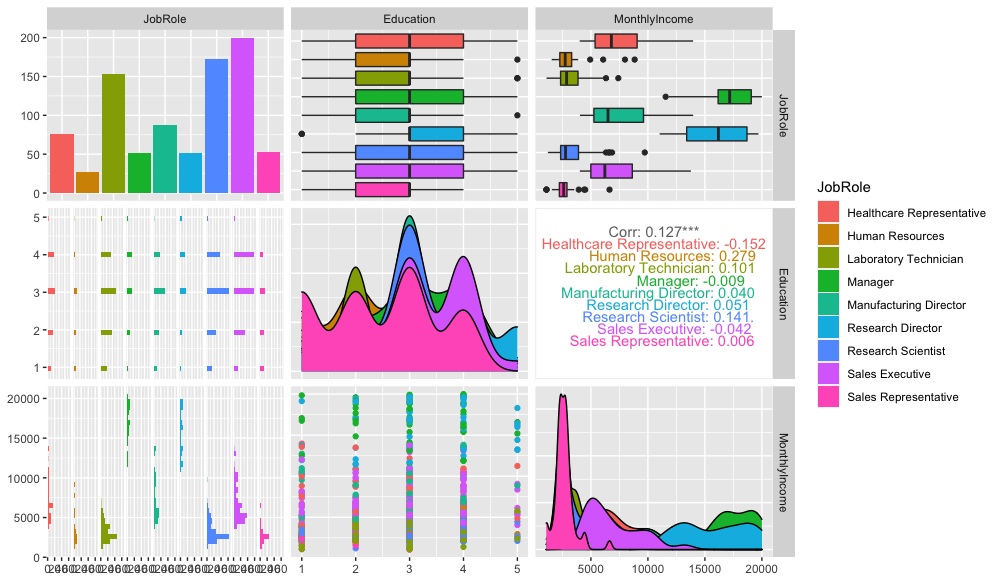 JobRole Education MonthlyIncome
200
150
100
50
0
JobRole
5
4
3
2
1
Corr: 0.127***
Healthcare Representative: -0.152
Human Resources: 0.279
Laboratory Technician: 0.101
Manager: -0.009
Manufacturing Director: 0.040
Research Director: 0.051
Research Scientist: 0.141.
Sales Executive: -0.042
Sales Representative: 0.006
Education
20000
15000
10000
5000
0
MonthlyIncome
1 2 3 4 5
5000 10000 15000 20000
JobRole
Healthcare Representative
Human Resources
Laboratory Technician
Manager
Manufacturing Director
Research Director
Research Scientist
Sales Executive
Sales Representative